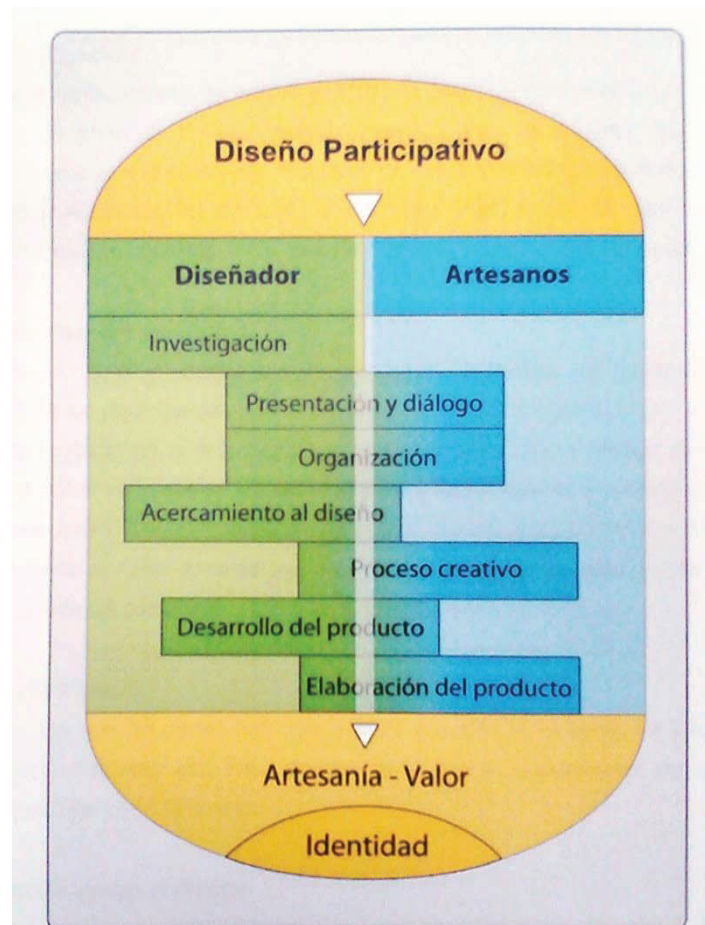 Diseño Participativo
Diseñador
Artesanos
Investigación
Presentación y diálogo
Organización
Acercamiento al diseño
Proceso creativo
Desarrollo del producto
Elaboración del producto
Artesanía - Valor
Identidad